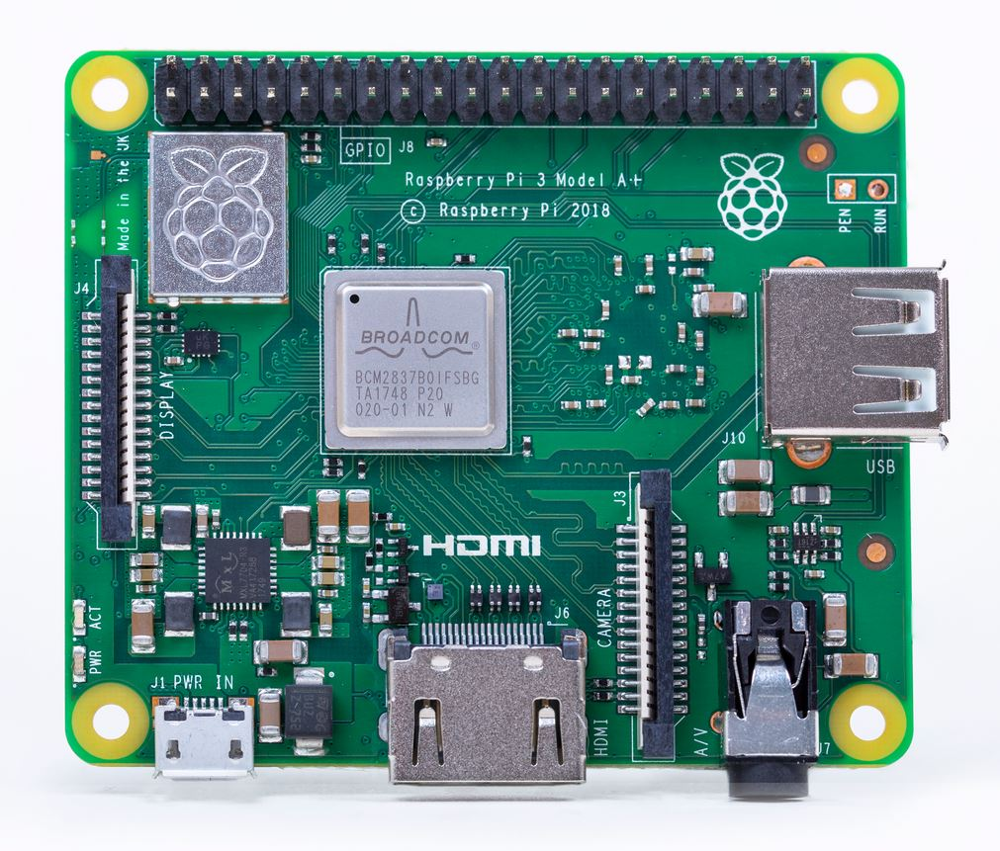 GPIO J8
Made in the UK
Raspberry Pi 3 Model A+
© Raspberry Pi 2018
PEN
RUN
J4
DISPLAY
BROADCOM®
BCM2837B0IFSBG
TA1748 P20
020-01 N2 W
J10
USB
J3
HDMI
MxL
CAMERA
J6
ACT
PWR
J1 PWR IN
HDMI
A/V
J7